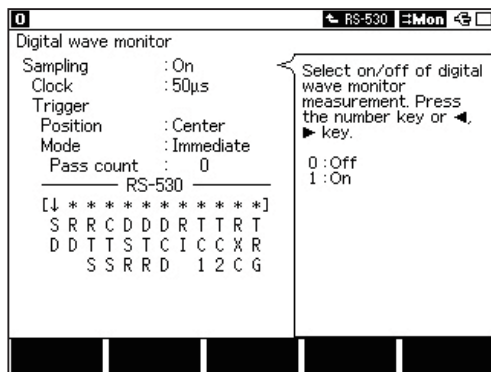 0 RS-530 Mon
Digital wave monitor
Sampling :On
Clock :50μs
Trigger
Position :Center
Mode :Immediate
Pass count : 0
RS-530
[↓ * * * * * * * * * * *]
S R R C D D D R T T R T
D D T T S T C I C C X R
S S R R D 1 2 C G
Select on/off of digital
wave monitor
measurement. Press
the number key or ◀,
▶ key.
0 :Off
1 :On